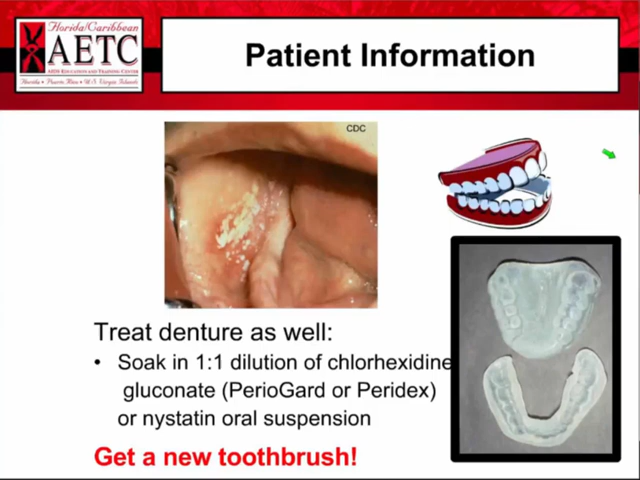 Florida/Caribbean
AETC
AIDS Education and Training Center
Florida • Puerto Rico • U.S. Virgin Islands
Patient Information
CDC
Treat denture as well:
• Soak in 1:1 dilution of chlorhexidine
gluconate (PerioGard or Peridex)
or nystatin oral suspension
Get a new toothbrush!